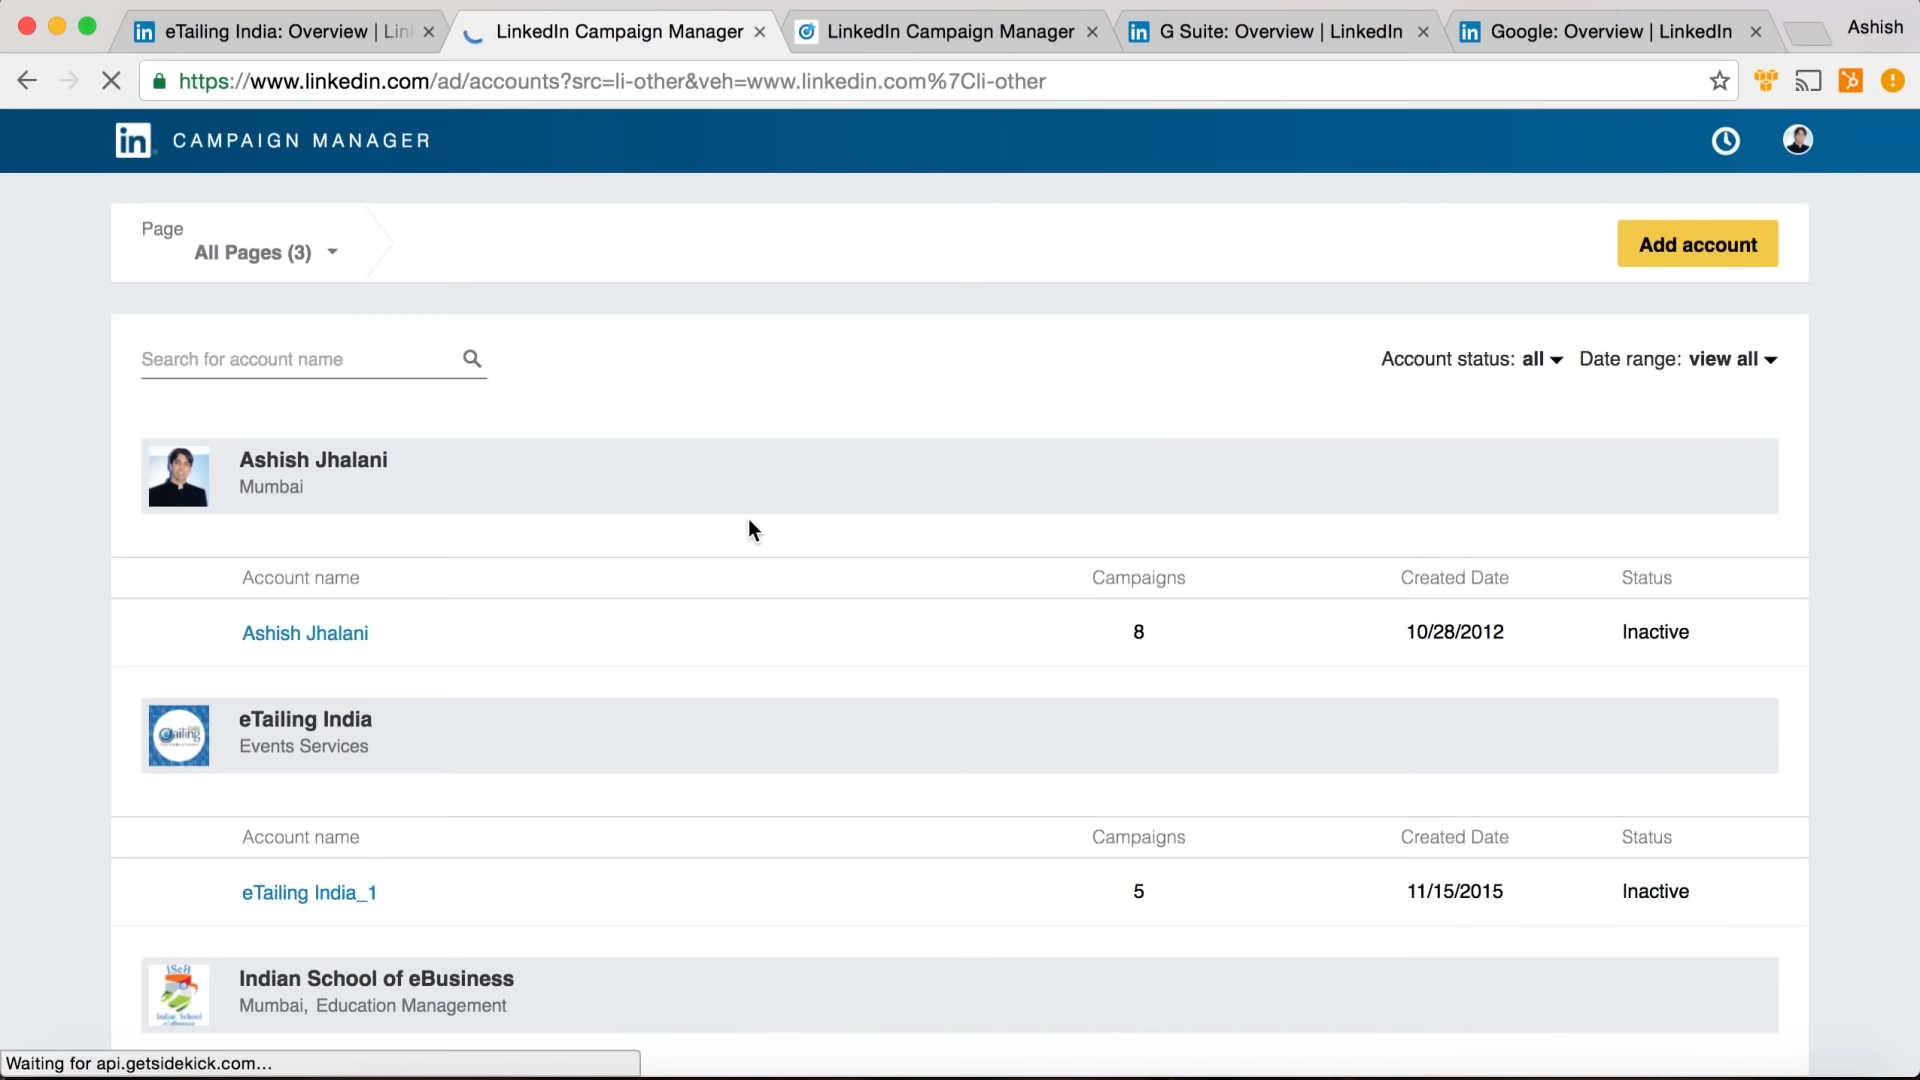 eTailing India: Overview | Lin
LinkedIn Campaign Manager
LinkedIn Campaign Manager
G Suite: Overview | LinkedIn
Google: Overview | LinkedIn
Ashish
https://www.linkedin.com/ad/accounts?src=li-other&veh=www.linkedin.com%7Cli-other
in CAMPAIGN MANAGER
Page
All Pages (3)
Add account
Search for account name
Account status: all
Date range: view all
Ashish Jhalani
Mumbai
Account name Campaigns Created Date Status
Ashish Jhalani 8 10/28/2012 Inactive
eTailing India
Events Services
Account name Campaigns Created Date Status
eTailing India_1 5 11/15/2015 Inactive
Indian School of eBusiness
Mumbai, Education Management
Waiting for api.getsidekick.com...